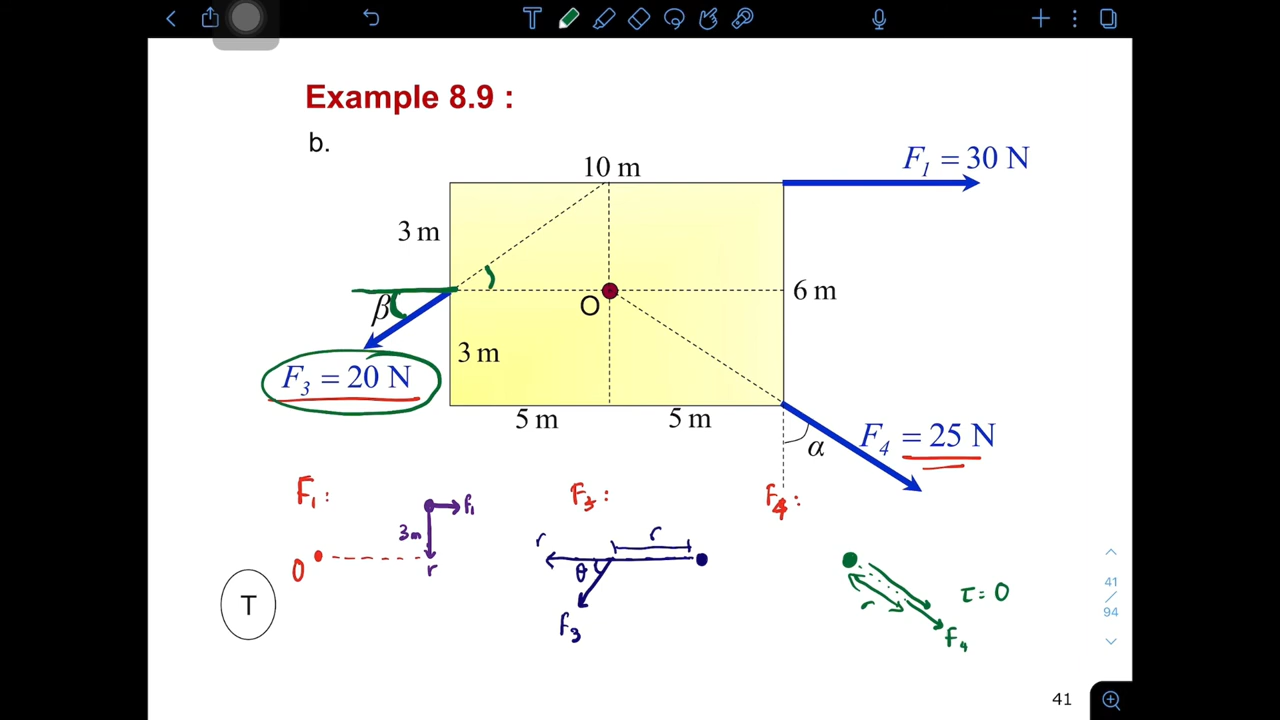 Example 8.9 :
b.
10 m
F₁ = 30 N
3 m
6 m
O
β
3 m
F₃ = 20 N
5 m
5 m
F₄ = 25 N
α
F₁ :
F₃ :
F₄ :
f₁
3m
r
O
r
r
θ
F₃
r
τ = 0
F₄
T
41
/
94
41